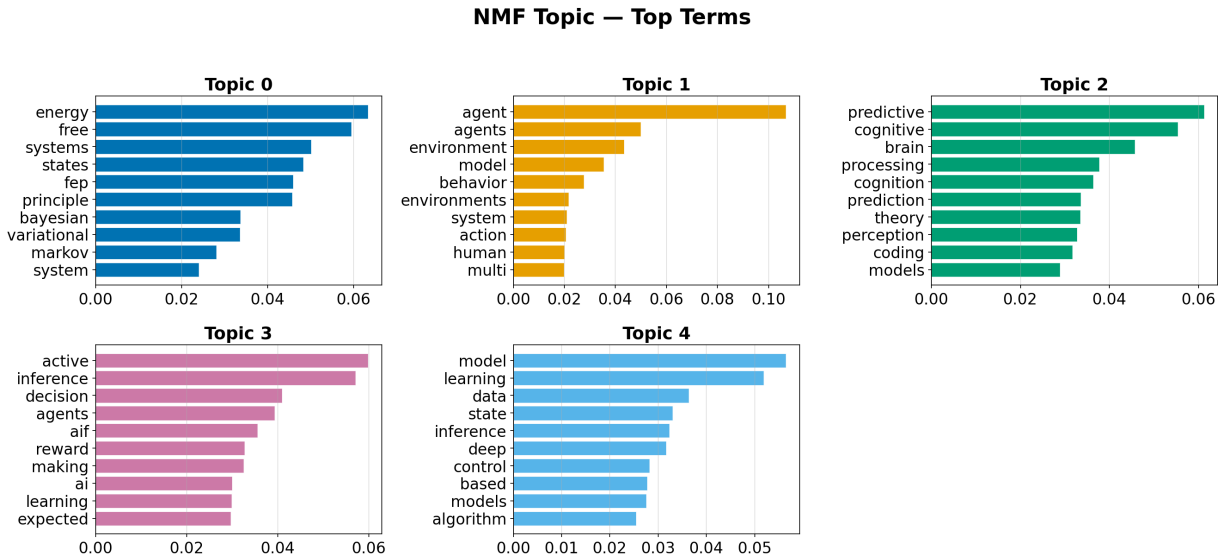 NMF Topic — Top Terms
Topic 0
energy
free
systems
states
fep
principle
bayesian
variational
markov
system
0.00 0.02 0.04 0.06
Topic 1
agent
agents
environment
model
behavior
environments
system
action
human
multi
0.00 0.02 0.04 0.06 0.08 0.10
Topic 2
predictive
cognitive
brain
processing
cognition
prediction
theory
perception
coding
models
0.00 0.02 0.04 0.06
Topic 3
active
inference
decision
agents
aif
reward
making
ai
learning
expected
0.00 0.02 0.04 0.06
Topic 4
model
learning
data
state
inference
deep
control
based
models
algorithm
0.00 0.01 0.02 0.03 0.04 0.05